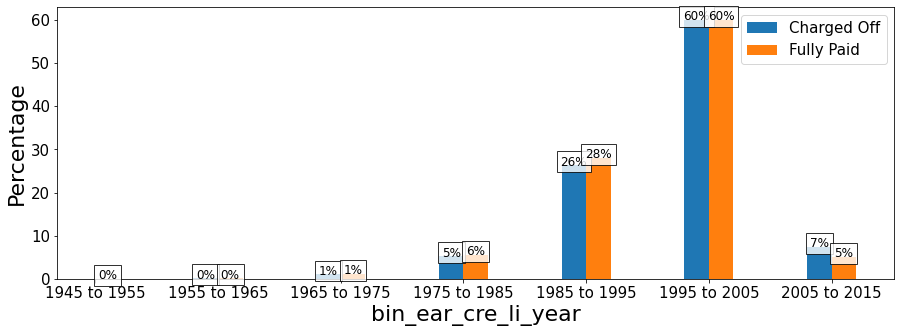 60
50
40
30
20
10
0
Percentage
0%
0% 0%
1% 1%
5% 6%
26% 28%
60% 60%
7% 5%
Charged Off
Fully Paid
1945 to 1955 1955 to 1965 1965 to 1975 1975 to 1985 1985 to 1995 1995 to 2005 2005 to 2015
bin_ear_cre_li_year